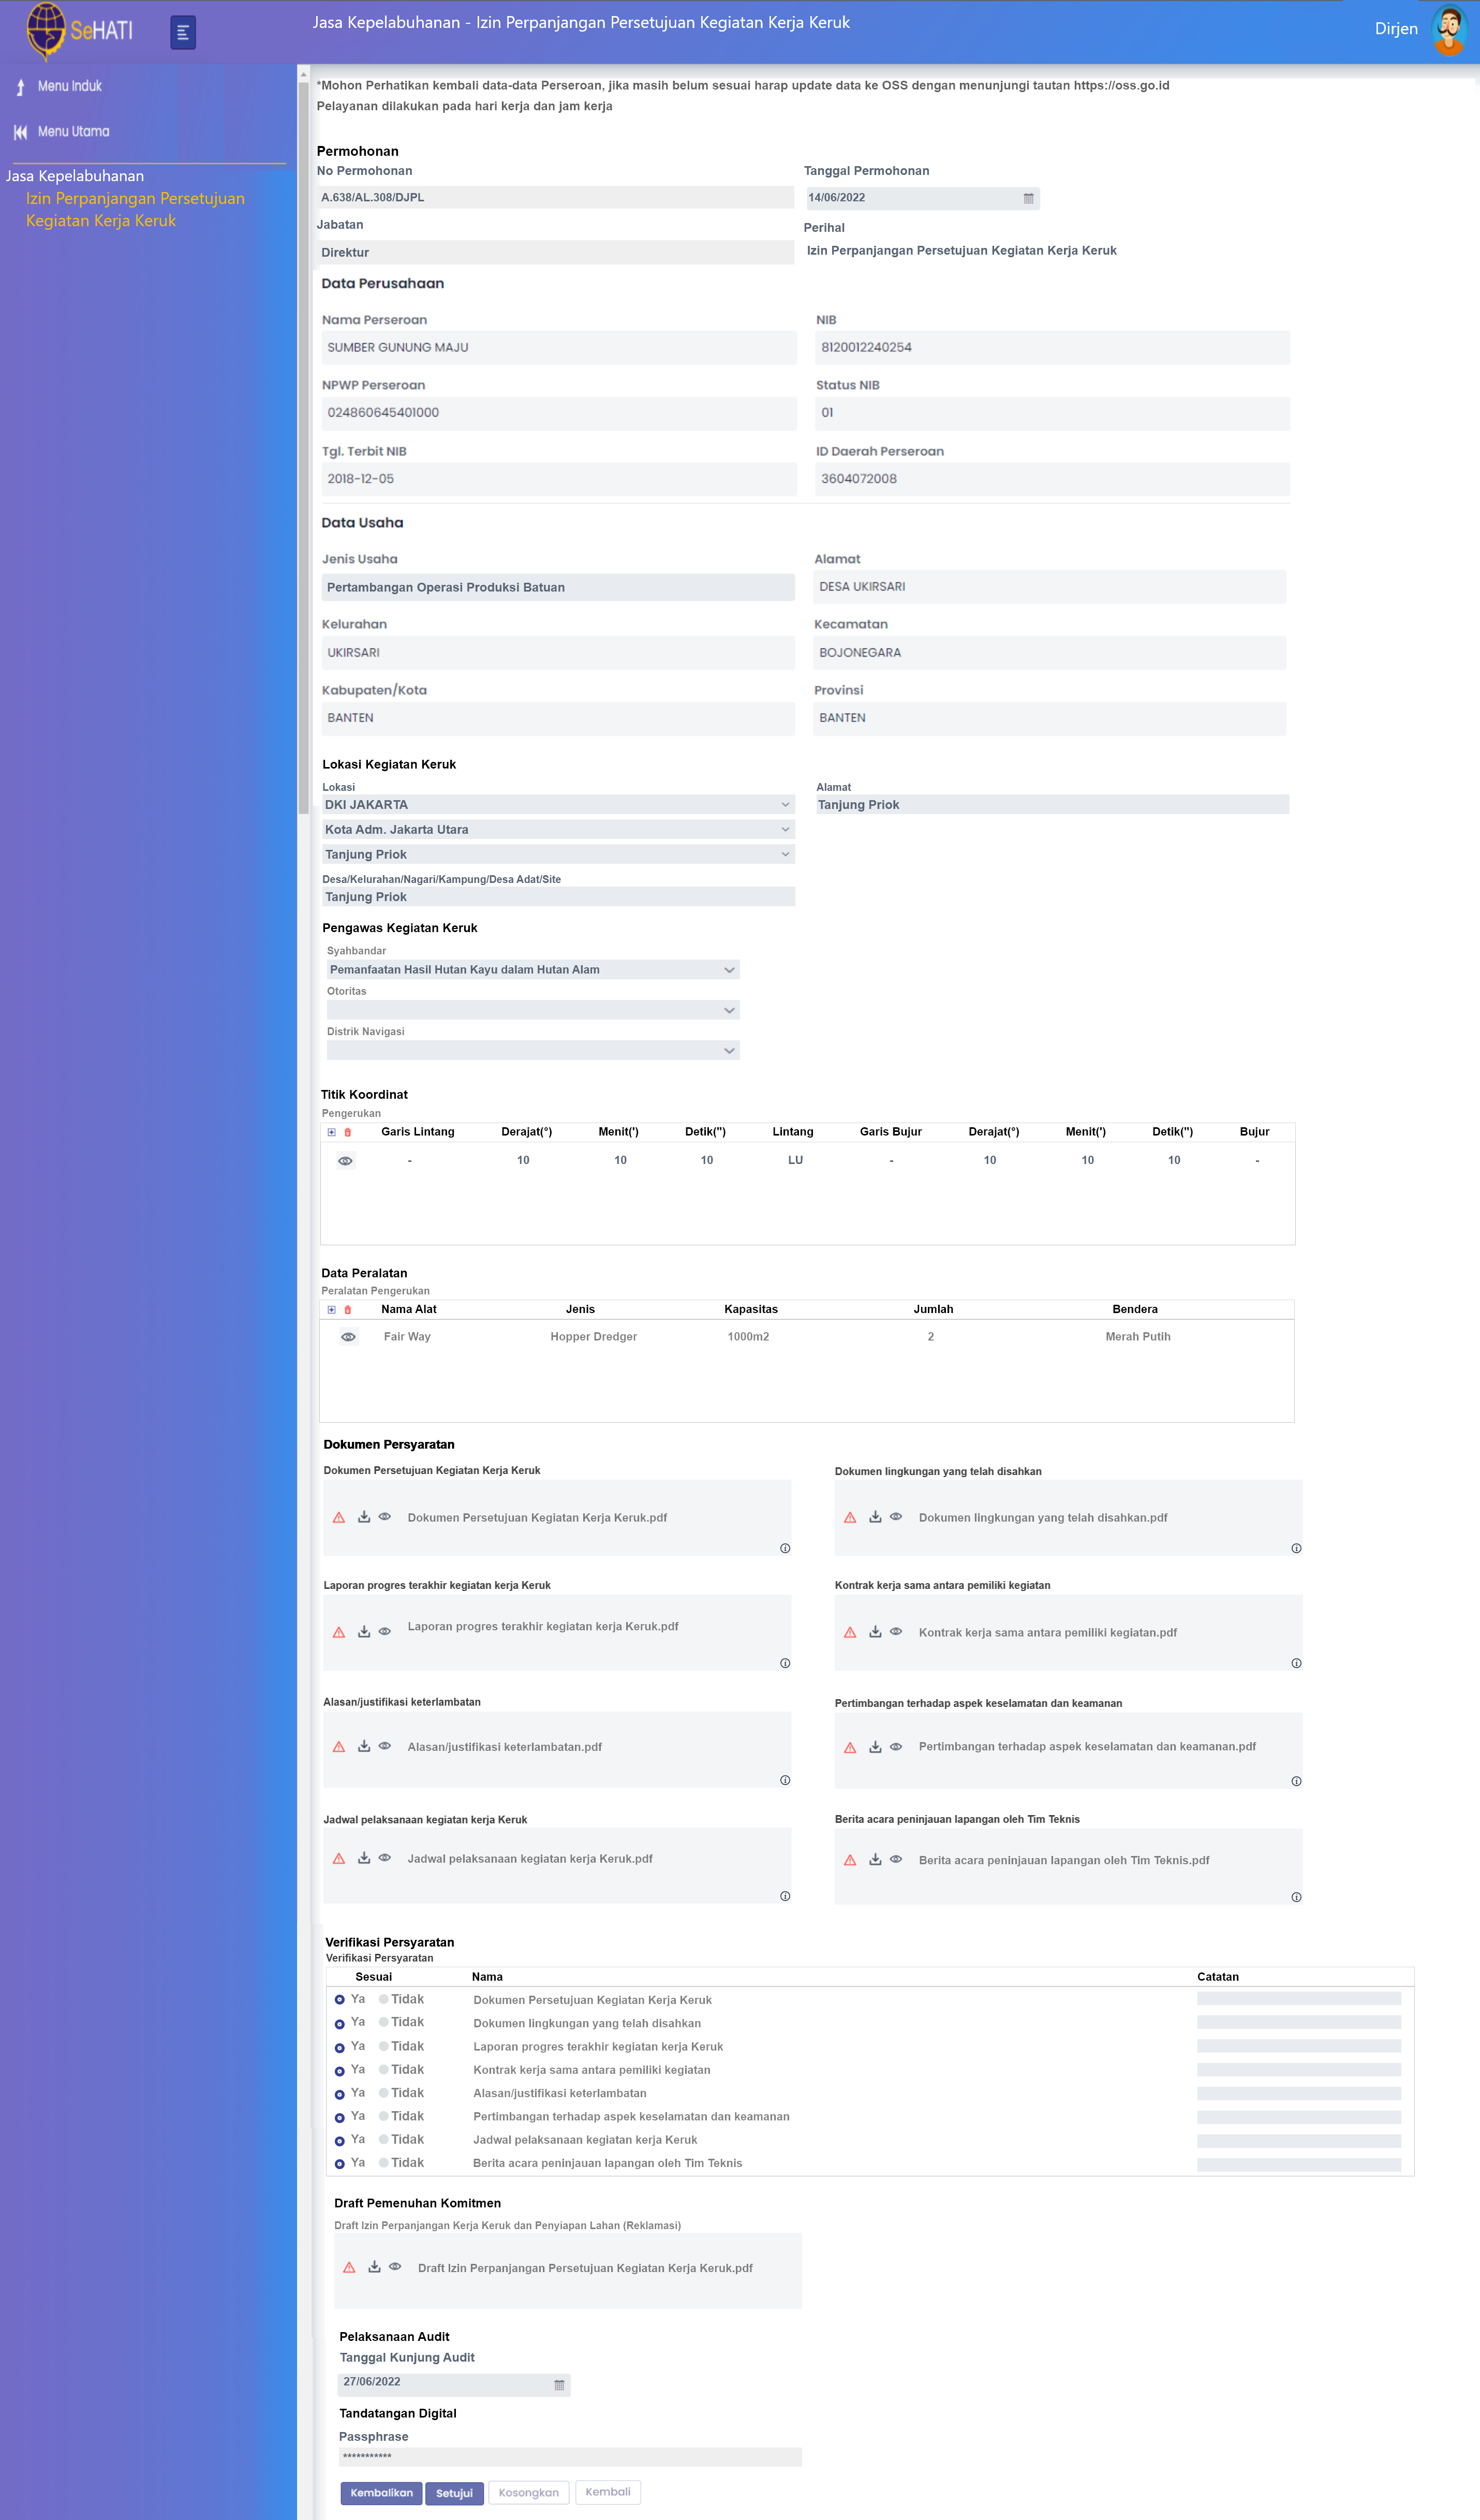 SeHATI
Jasa Kepelabuhanan - Izin Perpanjangan Persetujuan Kegiatan Kerja Keruk
Dirjen
Menu Induk
Menu Utama
Jasa Kepelabuhanan
Izin Perpanjangan Persetujuan
Kegiatan Kerja Keruk
*Mohon Perhatikan kembali data-data Perseroan, jika masih belum sesuai harap update data ke OSS dengan menunjungi tautan https://oss.go.id
Pelayanan dilakukan pada hari kerja dan jam kerja
Permohonan
No Permohonan Tanggal Permohonan
A.638/AL.308/DJPL 14/06/2022
Jabatan Perihal
Direktur Izin Perpanjangan Persetujuan Kegiatan Kerja Keruk
Data Perusahaan
Nama Perseroan NIB
SUMBER GUNUNG MAJU 8120012240254
NPWP Perseroan Status NIB
024860645401000 01
Tgl. Terbit NIB ID Daerah Perseroan
2018-12-05 3604072008
Data Usaha
Jenis Usaha Alamat
Pertambangan Operasi Produksi Batuan DESA UKIRSARI
Kelurahan Kecamatan
UKIRSARI BOJONEGARA
Kabupaten/Kota Provinsi
BANTEN BANTEN
Lokasi Kegiatan Keruk
Lokasi Alamat
DKI JAKARTA Tanjung Priok
Kota Adm. Jakarta Utara
Tanjung Priok
Desa/Kelurahan/Nagari/Kampung/Desa Adat/Site
Tanjung Priok
Pengawas Kegiatan Keruk
Syahbandar
Pemanfaatan Hasil Hutan Kayu dalam Hutan Alam
Otoritas
Distrik Navigasi
Titik Koordinat
Pengerukan
Garis Lintang Derajat(°) Menit(') Detik(") Lintang Garis Bujur Derajat(°) Menit(') Detik(") Bujur
- 10 10 10 LU - 10 10 10 -
Data Peralatan
Peralatan Pengerukan
Nama Alat Jenis Kapasitas Jumlah Bendera
Fair Way Hopper Dredger 1000m2 2 Merah Putih
Dokumen Persyaratan
Dokumen Persetujuan Kegiatan Kerja Keruk Dokumen lingkungan yang telah disahkan
Dokumen Persetujuan Kegiatan Kerja Keruk.pdf Dokumen lingkungan yang telah disahkan.pdf
Laporan progres terakhir kegiatan kerja Keruk Kontrak kerja sama antara pemiliki kegiatan
Laporan progres terakhir kegiatan kerja Keruk.pdf Kontrak kerja sama antara pemiliki kegiatan.pdf
Alasan/justifikasi keterlambatan Pertimbangan terhadap aspek keselamatan dan keamanan
Alasan/justifikasi keterlambatan.pdf Pertimbangan terhadap aspek keselamatan dan keamanan.pdf
Jadwal pelaksanaan kegiatan kerja Keruk Berita acara peninjauan lapangan oleh Tim Teknis
Jadwal pelaksanaan kegiatan kerja Keruk.pdf Berita acara peninjauan lapangan oleh Tim Teknis.pdf
Verifikasi Persyaratan
Verifikasi Persyaratan
Sesuai Nama Catatan
Ya Tidak Dokumen Persetujuan Kegiatan Kerja Keruk
Ya Tidak Dokumen lingkungan yang telah disahkan
Ya Tidak Laporan progres terakhir kegiatan kerja Keruk
Ya Tidak Kontrak kerja sama antara pemiliki kegiatan
Ya Tidak Alasan/justifikasi keterlambatan
Ya Tidak Pertimbangan terhadap aspek keselamatan dan keamanan
Ya Tidak Jadwal pelaksanaan kegiatan kerja Keruk
Ya Tidak Berita acara peninjauan lapangan oleh Tim Teknis
Draft Pemenuhan Komitmen
Draft Izin Perpanjangan Kerja Keruk dan Penyiapan Lahan (Reklamasi)
Draft Izin Perpanjangan Persetujuan Kegiatan Kerja Keruk.pdf
Pelaksanaan Audit
Tanggal Kunjung Audit
27/06/2022
Tandatangan Digital
Passphrase
***********
Kembalikan Setujui Kosongkan Kembali